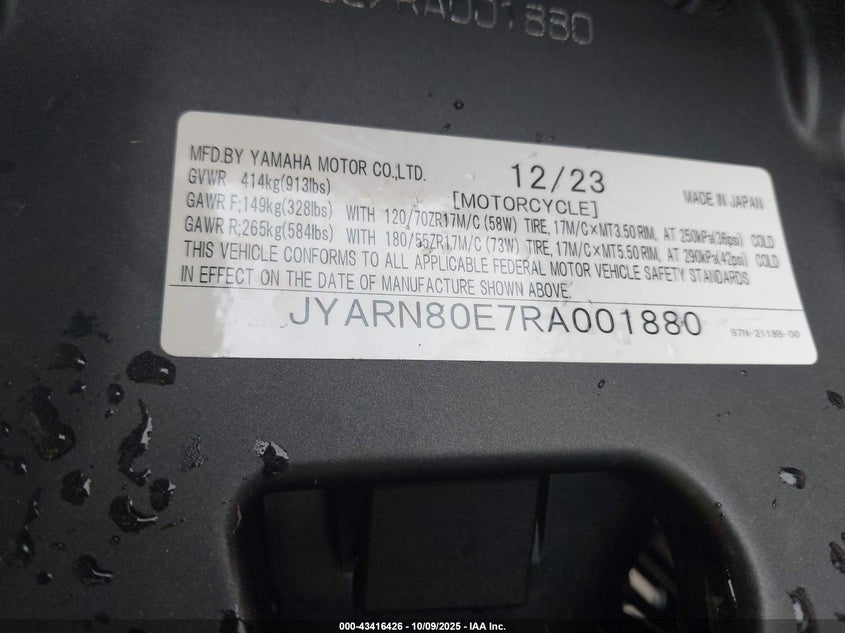 RA001880
MFD.BY YAMAHA MOTOR CO.,LTD.
12/23
MADE IN JAPAN
GVWR 414kg(913lbs)
[MOTORCYCLE]
GAWR F;149kg(328lbs) WITH 120/70ZR17M/C (58W) TIRE, 17M/C×MT3.50 RIM, AT 250kPa(36psi) COLD
GAWR R;265kg(584lbs) WITH 180/55ZR17M/C (73W) TIRE, 17M/C×MT5.50 RIM, AT 290kPa(42psi) COLD
THIS VEHICLE CONFORMS TO ALL APPLICABLE FEDERAL MOTOR VEHICLE SAFETY STANDARDS
IN EFFECT ON THE DATE OF MANUFACTURE SHOWN ABOVE.
JYARN80E7RA001880
B7N-2118B-00
000-43416426 - 10/09/2025 - IAA Inc.